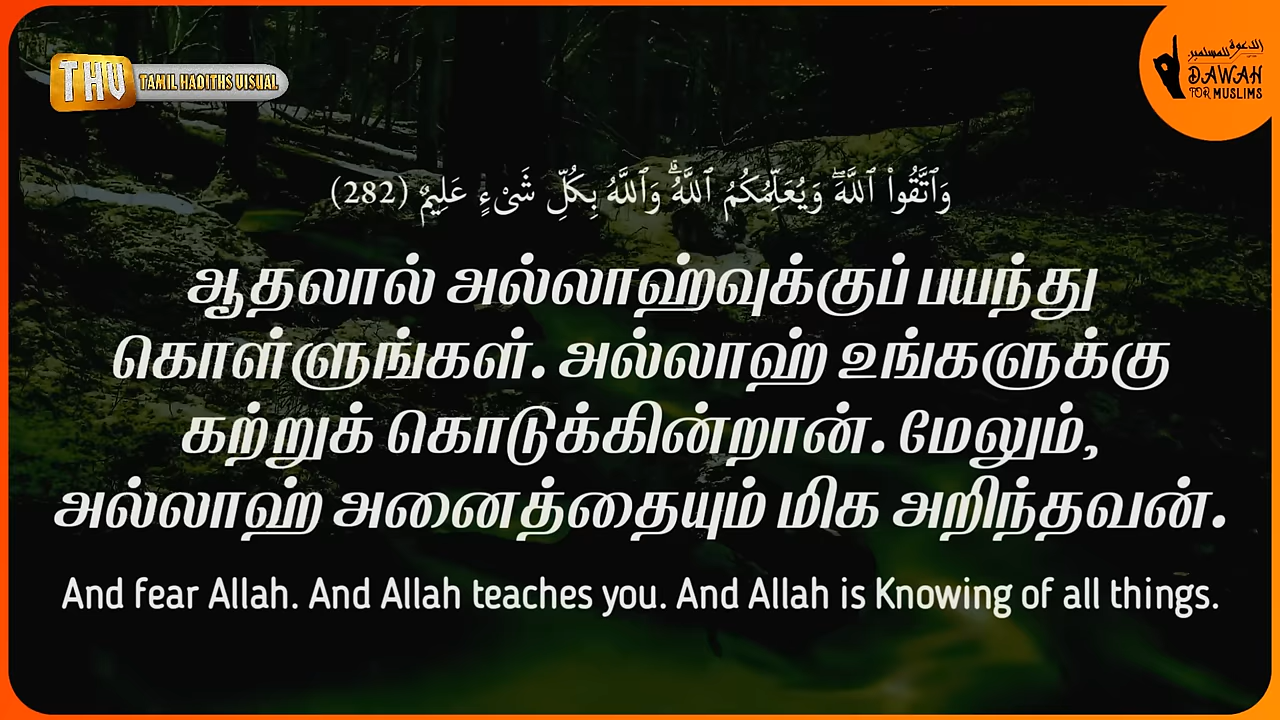 THV TAMIL HADITHS VISUAL
الدعوة للمسلمين
DAWAH
FOR MUSLIMS
وَٱتَّقُوا۟ ٱللَّهَ ۖ وَيُعَلِّمُكُمُ ٱللَّهُ ۗ وَٱللَّهُ بِكُلِّ شَىْءٍ عَلِيمٌ (282)
ஆதலால் அல்லாஹ்வுக்குப் பயந்து
கொள்ளுங்கள். அல்லாஹ் உங்களுக்கு
கற்றுக் கொடுக்கின்றான். மேலும்,
அல்லாஹ் அனைத்தையும் மிக அறிந்தவன்.
And fear Allah. And Allah teaches you. And Allah is Knowing of all things.